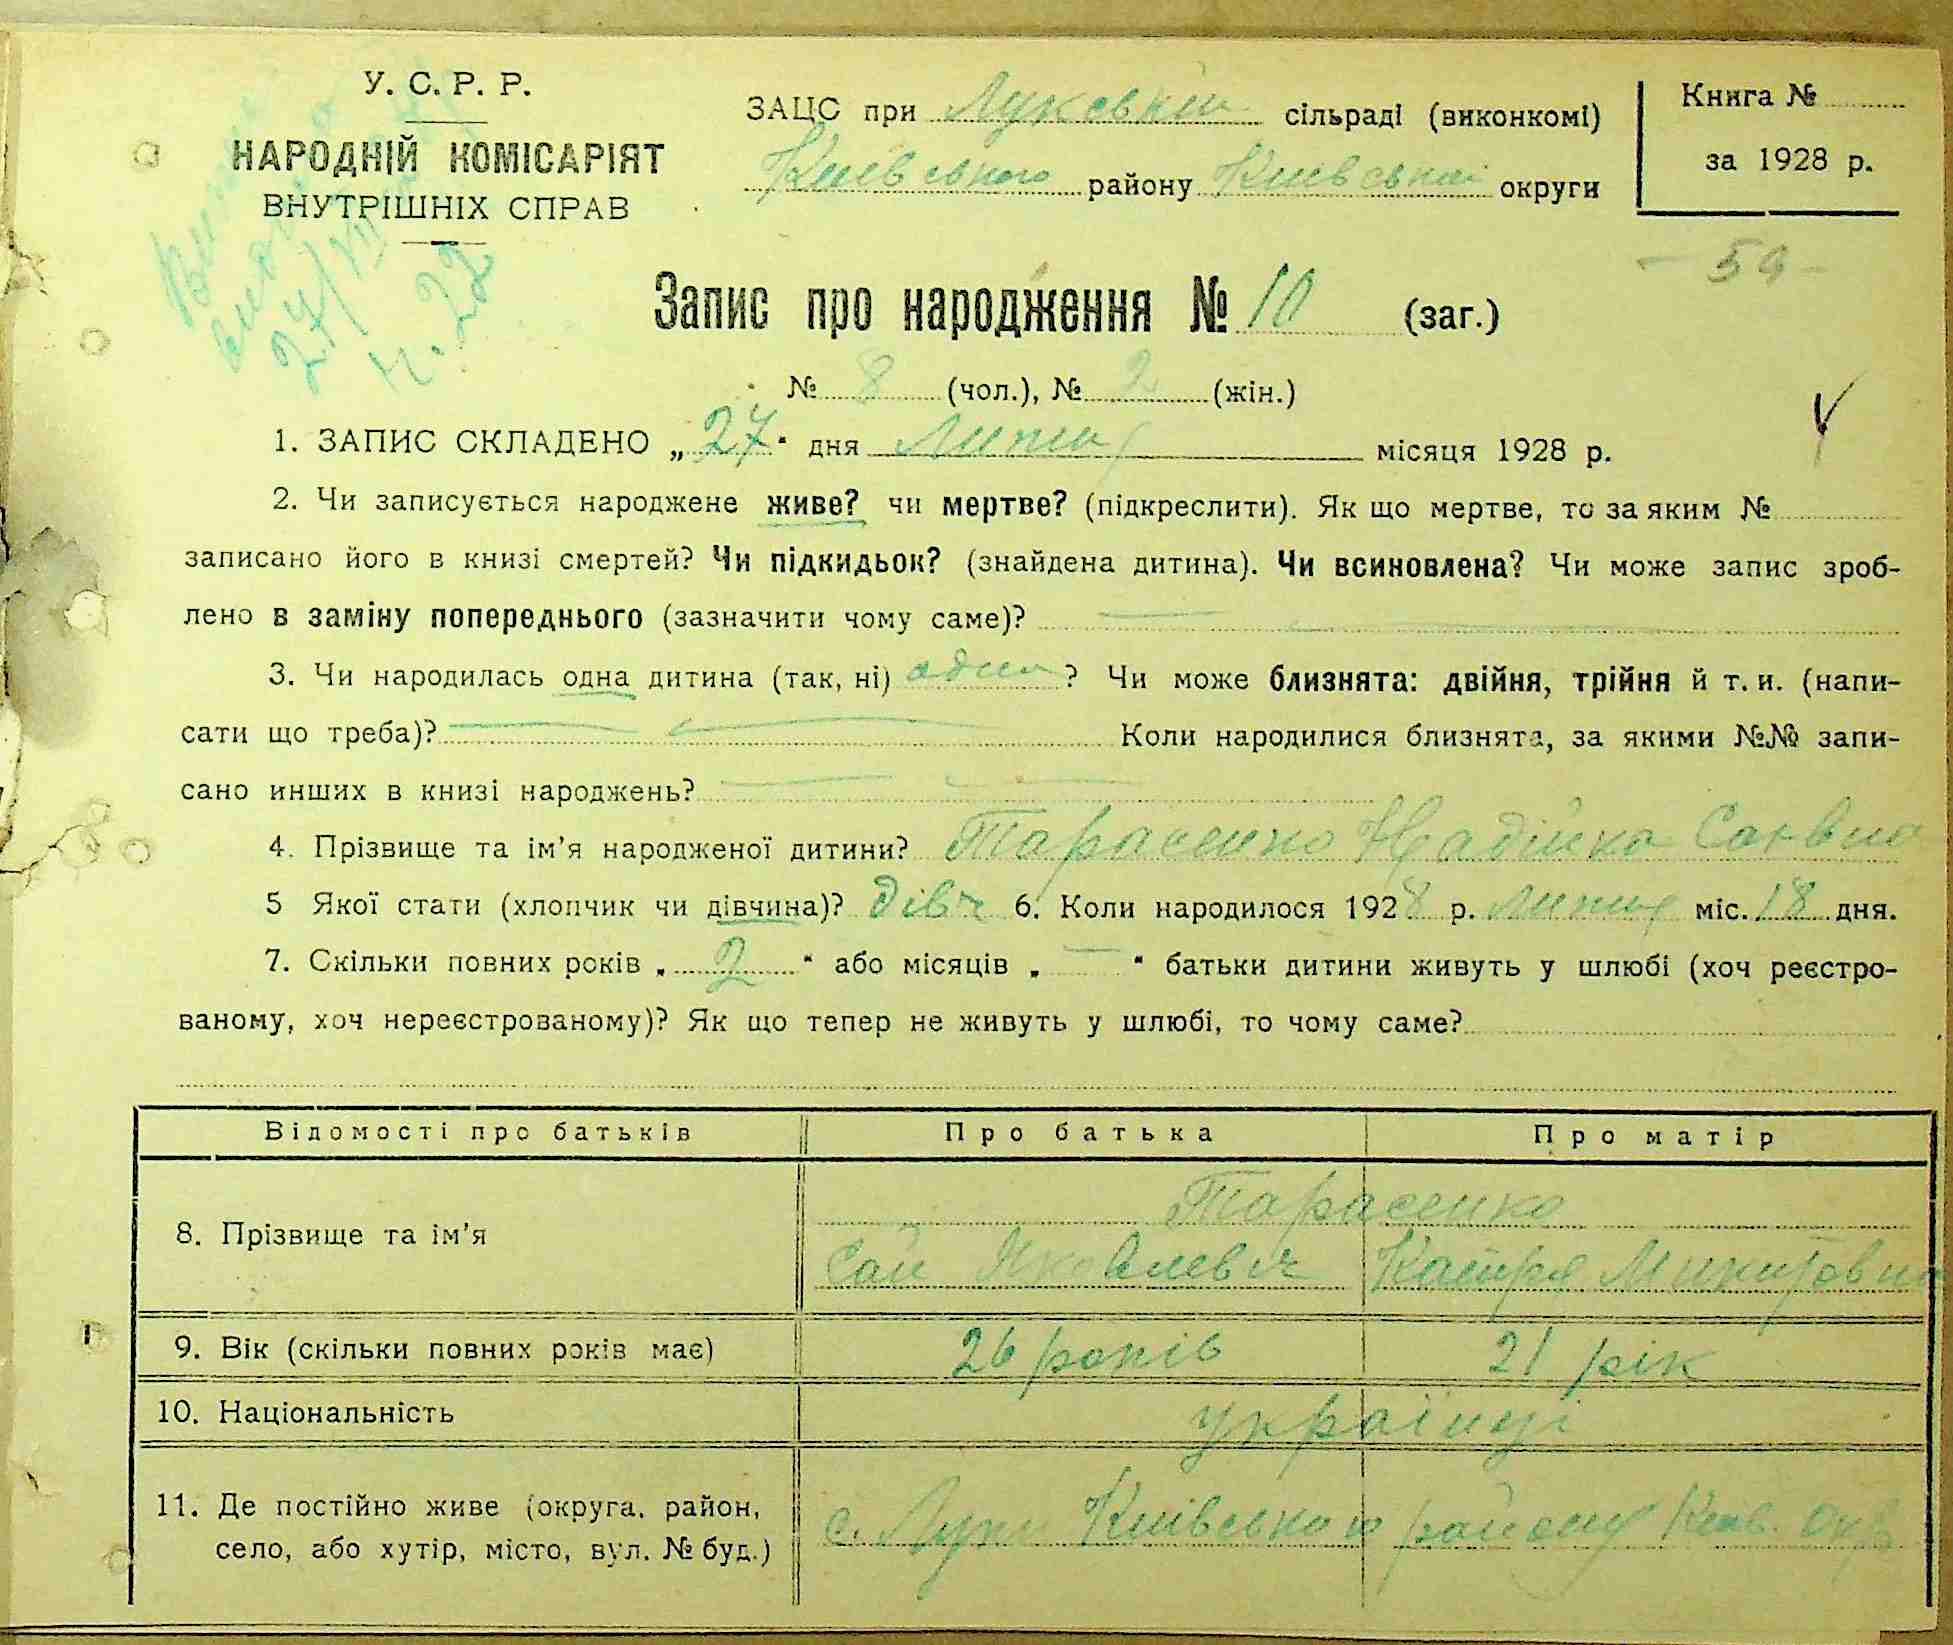 У. С. Р. Р.
НАРОДНІЙ КОМІСАРІЯТ
ВНУТРІШНІХ СПРАВ
Виписка
видана
27/VII
н. 22
ЗАЦС при Луківській сільраді (виконкомі)
Київського району Київської округи
Книга №
за 1928 р.
- 59 -
Запис про народження № 10 (заг.)
№ 8 (чол.), № 2 (жін.)
1. ЗАПИС СКЛАДЕНО „27“ дня Липня місяця 1928 р.
2. Чи записується народжене живе? чи мертве? (підкреслити). Як що мертве, то за яким №
записано його в книзі смертей? Чи підкидьок? (знайдена дитина). Чи всиновлена? Чи може запис зроб-
лено в заміну попереднього (зазначити чому саме)?
3. Чи народилась одна дитина (так, ні) одна? Чи може близнята: двійня, трійня й т. и. (напи-
сати що треба)? Коли народилися близнята, за якими №№ запи-
сано инших в книзі народжень?
4. Прізвище та ім'я народженої дитини? Тарасенко Надійка Саввна
5 Якої стати (хлопчик чи дівчина)? дівч 6. Коли народилося 1928 р. Липня міс. 18 дня.
7. Скільки повних років „2“ або місяців „—“ батьки дитини живуть у шлюбі (хоч реєстро-
ваному, хоч нереєстрованому)? Як що тепер не живуть у шлюбі, то чому саме?
Відомості про батьків Про батька Про матір
8. Прізвище та ім'я Тарасенко
Яковлевіч Катря Микитовна
9. Вік (скільки повних років має) 26 років 21 рік
10. Національність українці
11. Де постійно живе (округа, район, село, або хутір, місто, вул. № буд.)
с. Луки Київського району Київ. Окр